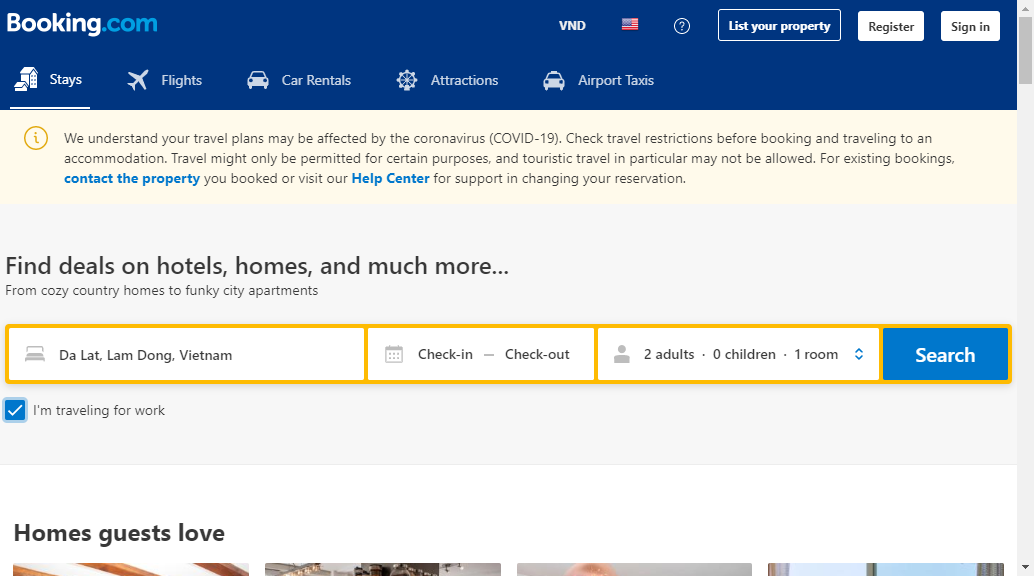 Booking.com
VND
List your property
Register
Sign in
Stays
Flights
Car Rentals
Attractions
Airport Taxis
We understand your travel plans may be affected by the coronavirus (COVID-19). Check travel restrictions before booking and traveling to an
accommodation. Travel might only be permitted for certain purposes, and touristic travel in particular may not be allowed. For existing bookings,
contact the property you booked or visit our Help Center for support in changing your reservation.
Find deals on hotels, homes, and much more...
From cozy country homes to funky city apartments
Da Lat, Lam Dong, Vietnam
Check-in — Check-out
2 adults · 0 children · 1 room
Search
I'm traveling for work
Homes guests love